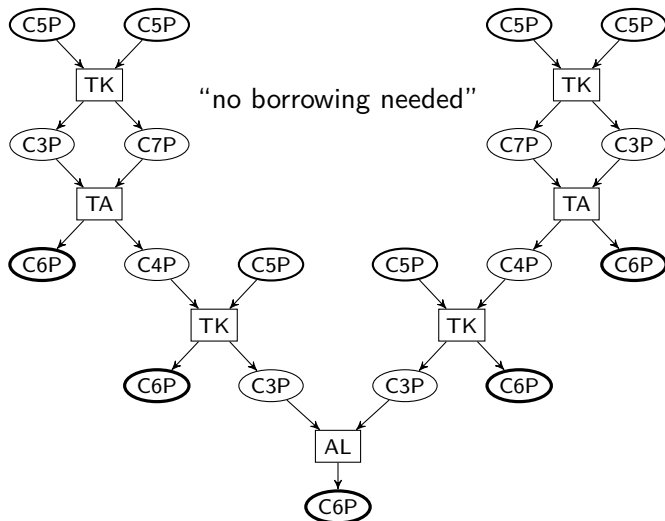 C5P C5P C5P C5P
TK TK
“no borrowing needed”
C3P C7P C7P C3P
TA TA
C6P C4P C5P C5P C4P C6P
TK TK
C6P C3P C3P C6P
AL
C6P